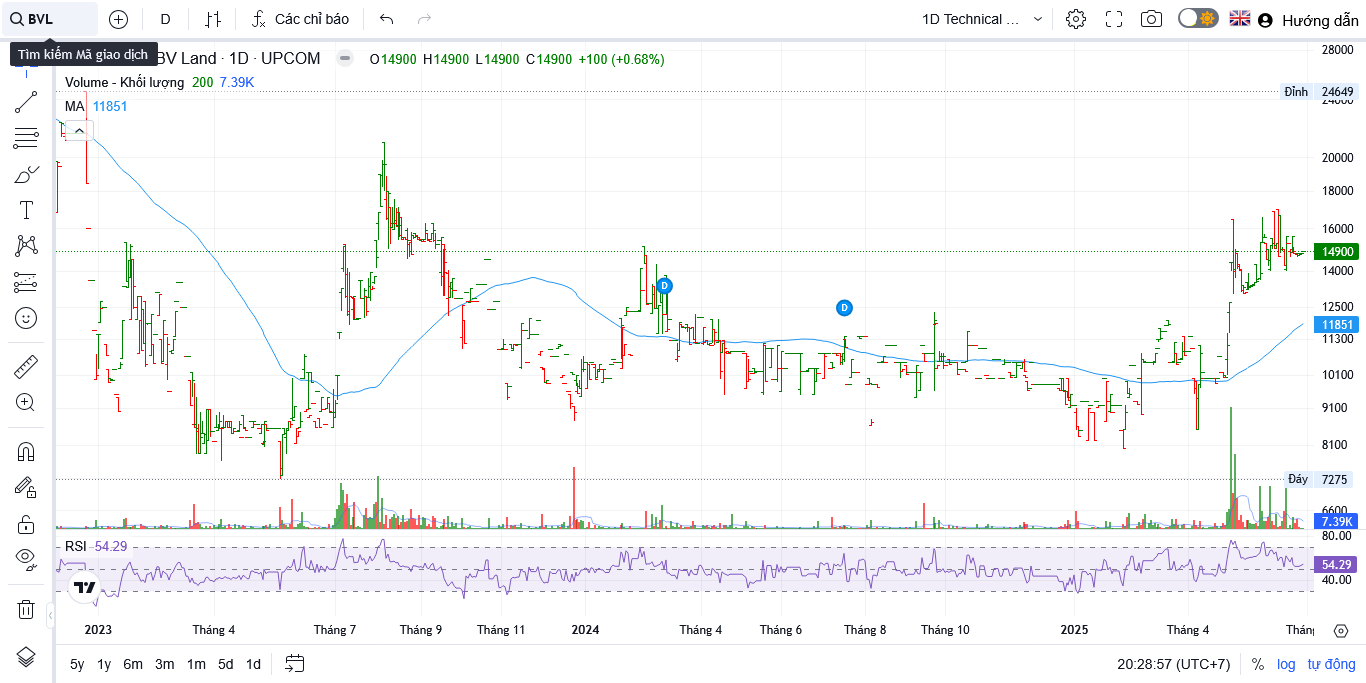 BVL
D
Các chỉ báo
1D Technical ...
Hướng dẫn
Tìm kiếm Mã giao dịch
BV Land · 1D · UPCOM
O14900 H14900 L14900 C14900 +100 (+0.68%)
Volume - Khối lượng 200 7.39K
MA 11851
28000
Đỉnh 24649
24000
20000
18000
16000
14900
14000
D
D
12500
11851
11300
10100
9100
8100
Đáy 7275
6600
7.39K
RSI 54.29
80.00
54.29
40.00
2023 Tháng 4 Tháng 7 Tháng 9 Tháng 11 2024 Tháng 4 Tháng 6 Tháng 8 Tháng 10 2025 Tháng 4 Tháng
5y 1y 6m 3m 1m 5d 1d
20:28:57 (UTC+7)
% log tự động